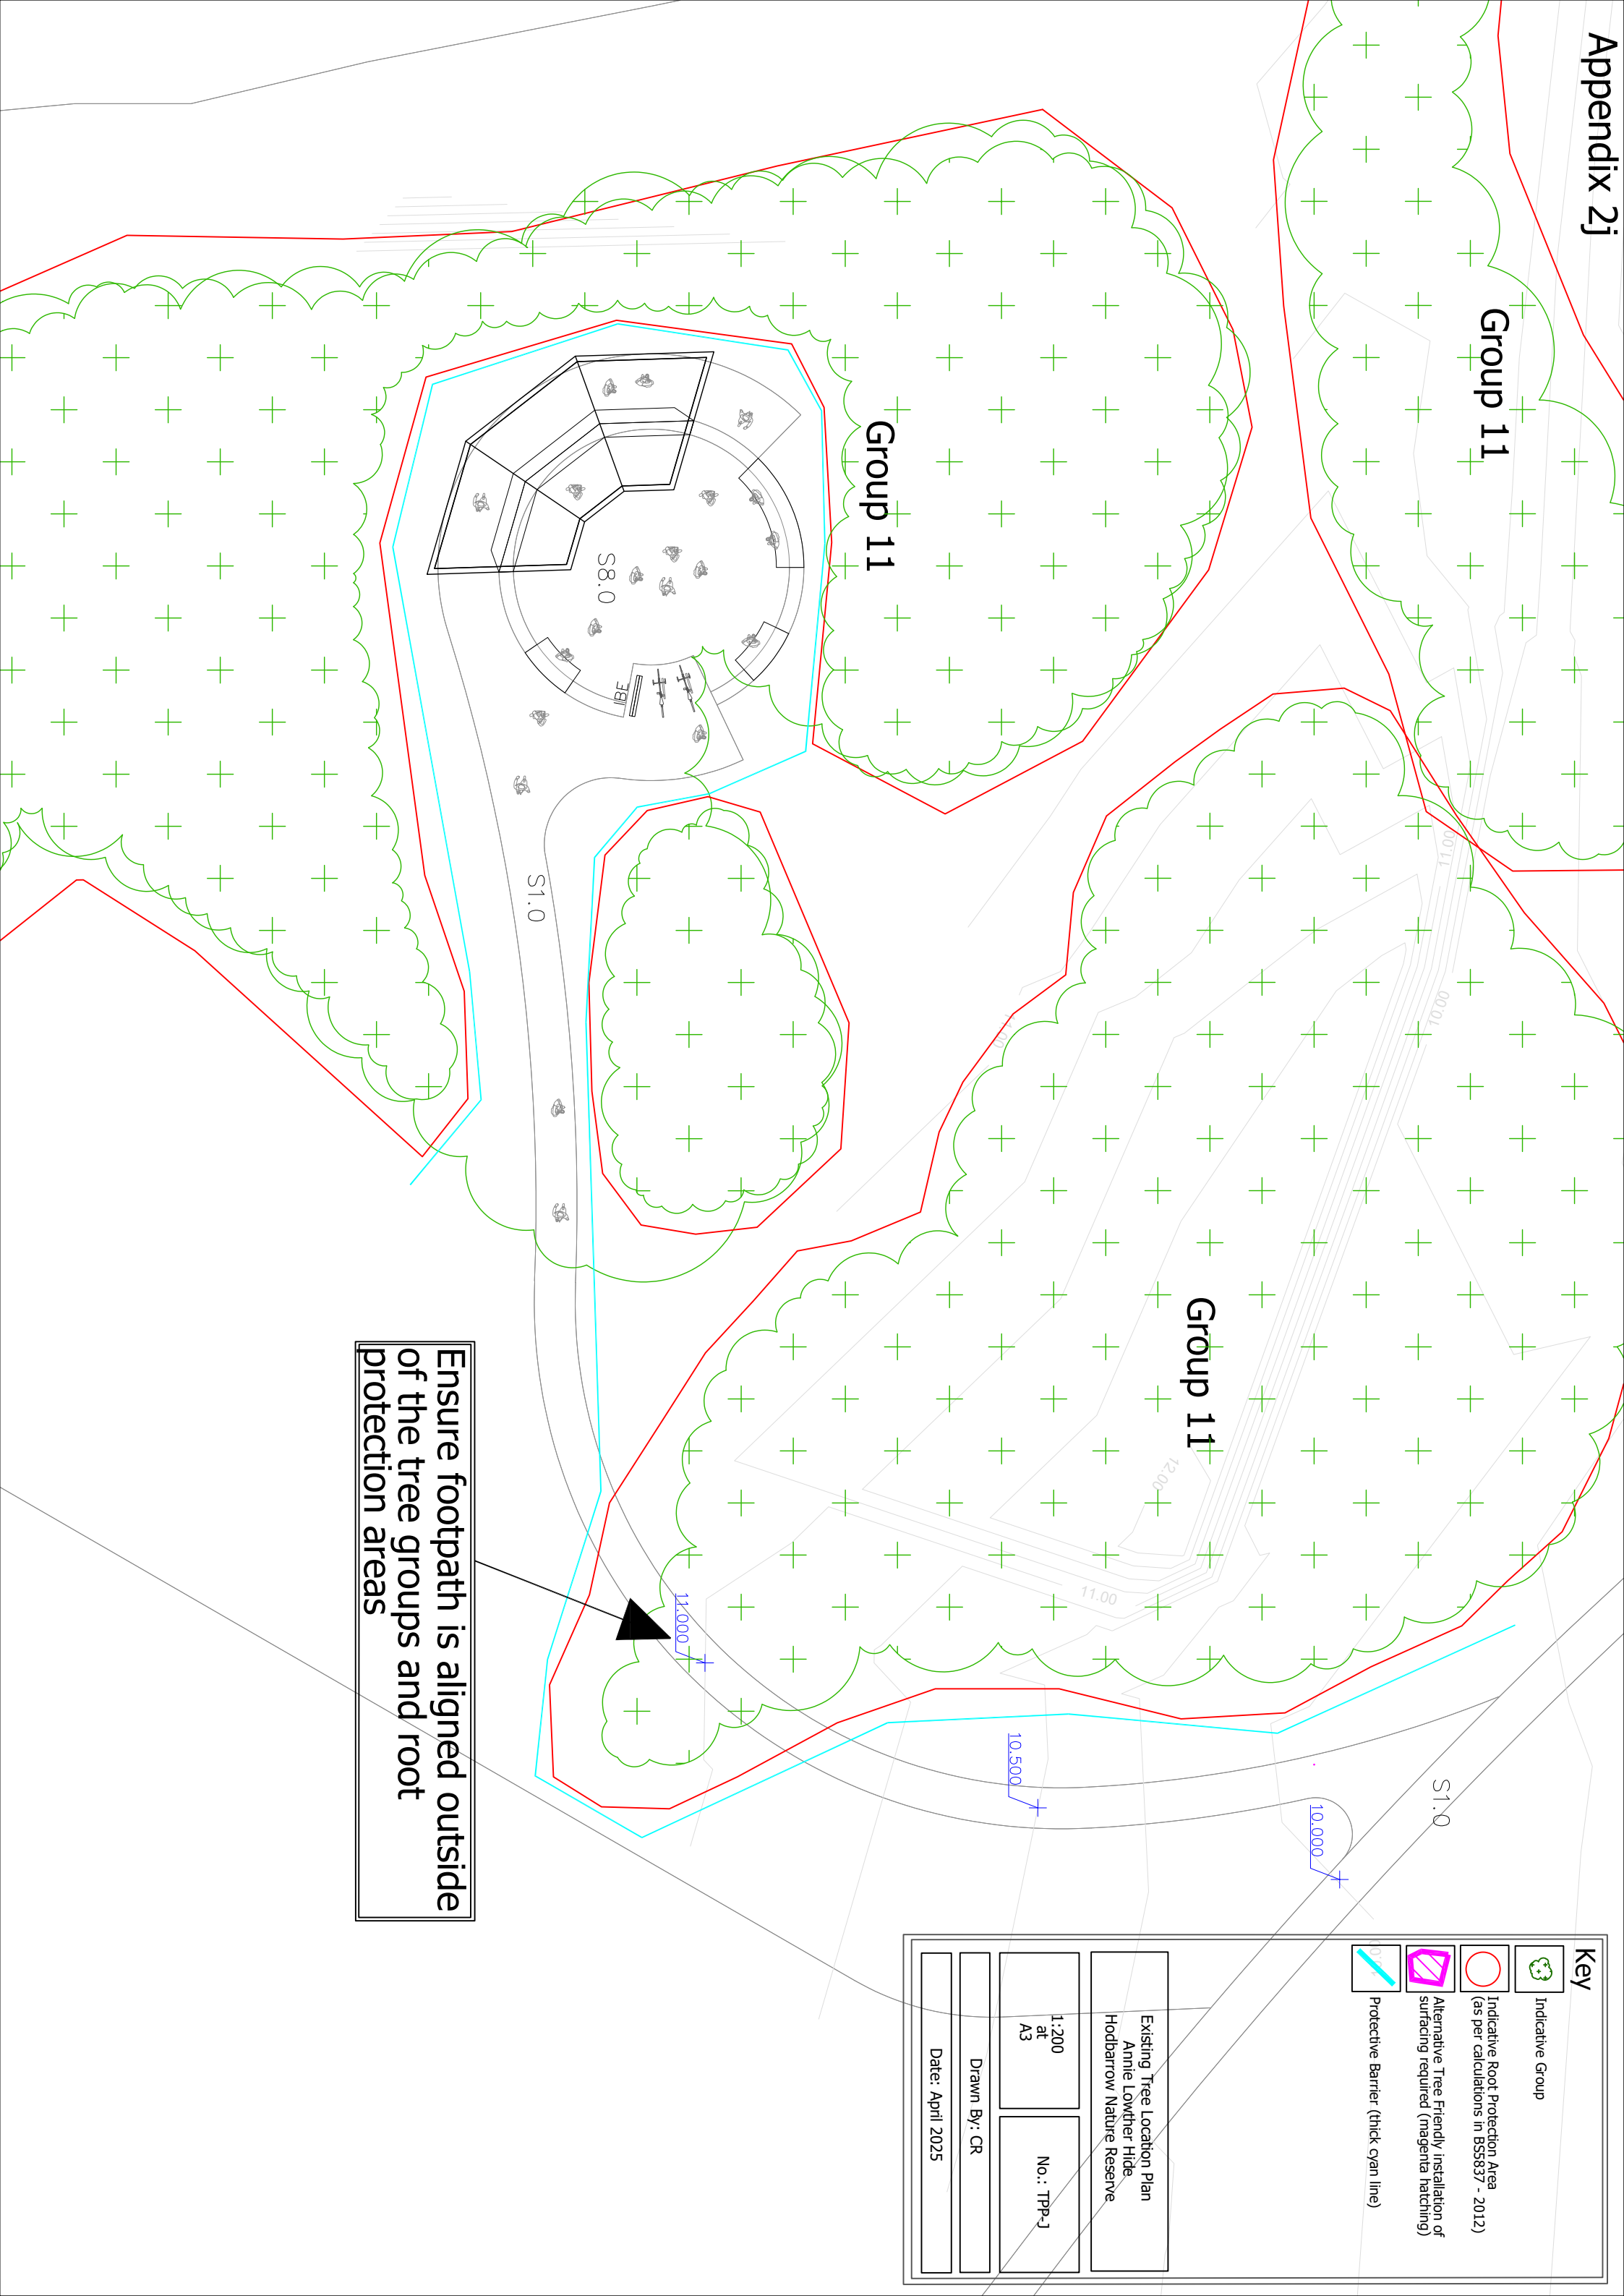 Appendix 2j
Group 11
Group 11
Group 11
S8.0
IBE
S1.0
S1.0
11.00
10.00
11.00
12.00
11.00
11.000
10.500
10.000
Ensure footpath is aligned outside
of the tree groups and root
protection areas
Key
Indicative Group
Indicative Root Protection Area
(as per calculations in BS5837 - 2012)
Alternative Tree Friendly installation of
surfacing required (magenta hatching)
Protective Barrier (thick cyan line)
Existing Tree Location Plan
Annie Lowther Hide
Hodbarrow Nature Reserve
1:200
at
A3
No.: TPP-J
Drawn By: CR
Date: April 2025